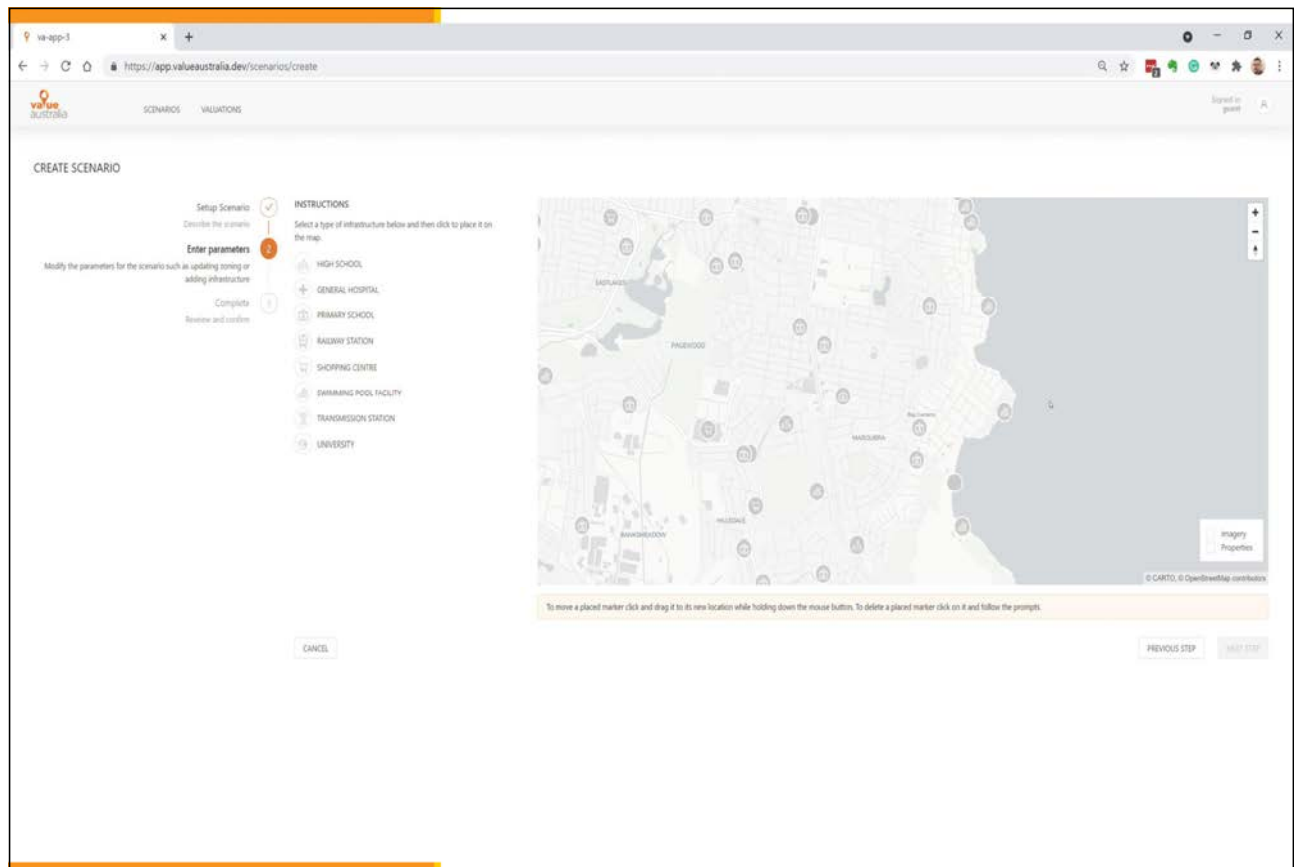 va-app-3
https://app.valueaustralia.dev/scenarios/create
2
value
australia
SCENARIOS VALUATIONS
Signed in
guest
CREATE SCENARIO
Setup Scenario
Describe the scenario
2
Enter parameters
Modify the parameters for the scenario such as updating zoning or
adding infrastructure
3
Complete
Review and confirm
INSTRUCTIONS
Select a type of infrastructure below and then click to place it on
the map.
HIGH SCHOOL
GENERAL HOSPITAL
PRIMARY SCHOOL
RAILWAY STATION
SHOPPING CENTRE
SWIMMING POOL FACILITY
TRANSMISSION STATION
UNIVERSITY
EASTLAKES
PAGEWOOD
MAROUBRA
HILLSDALE
BANKSMEADOW
Imagery
Properties
© CARTO, © OpenStreetMap contributors
To move a placed marker click and drag it to its new location while holding down the mouse button. To delete a placed marker click on it and follow the prompts.
CANCEL
PREVIOUS STEP
NEXT STEP